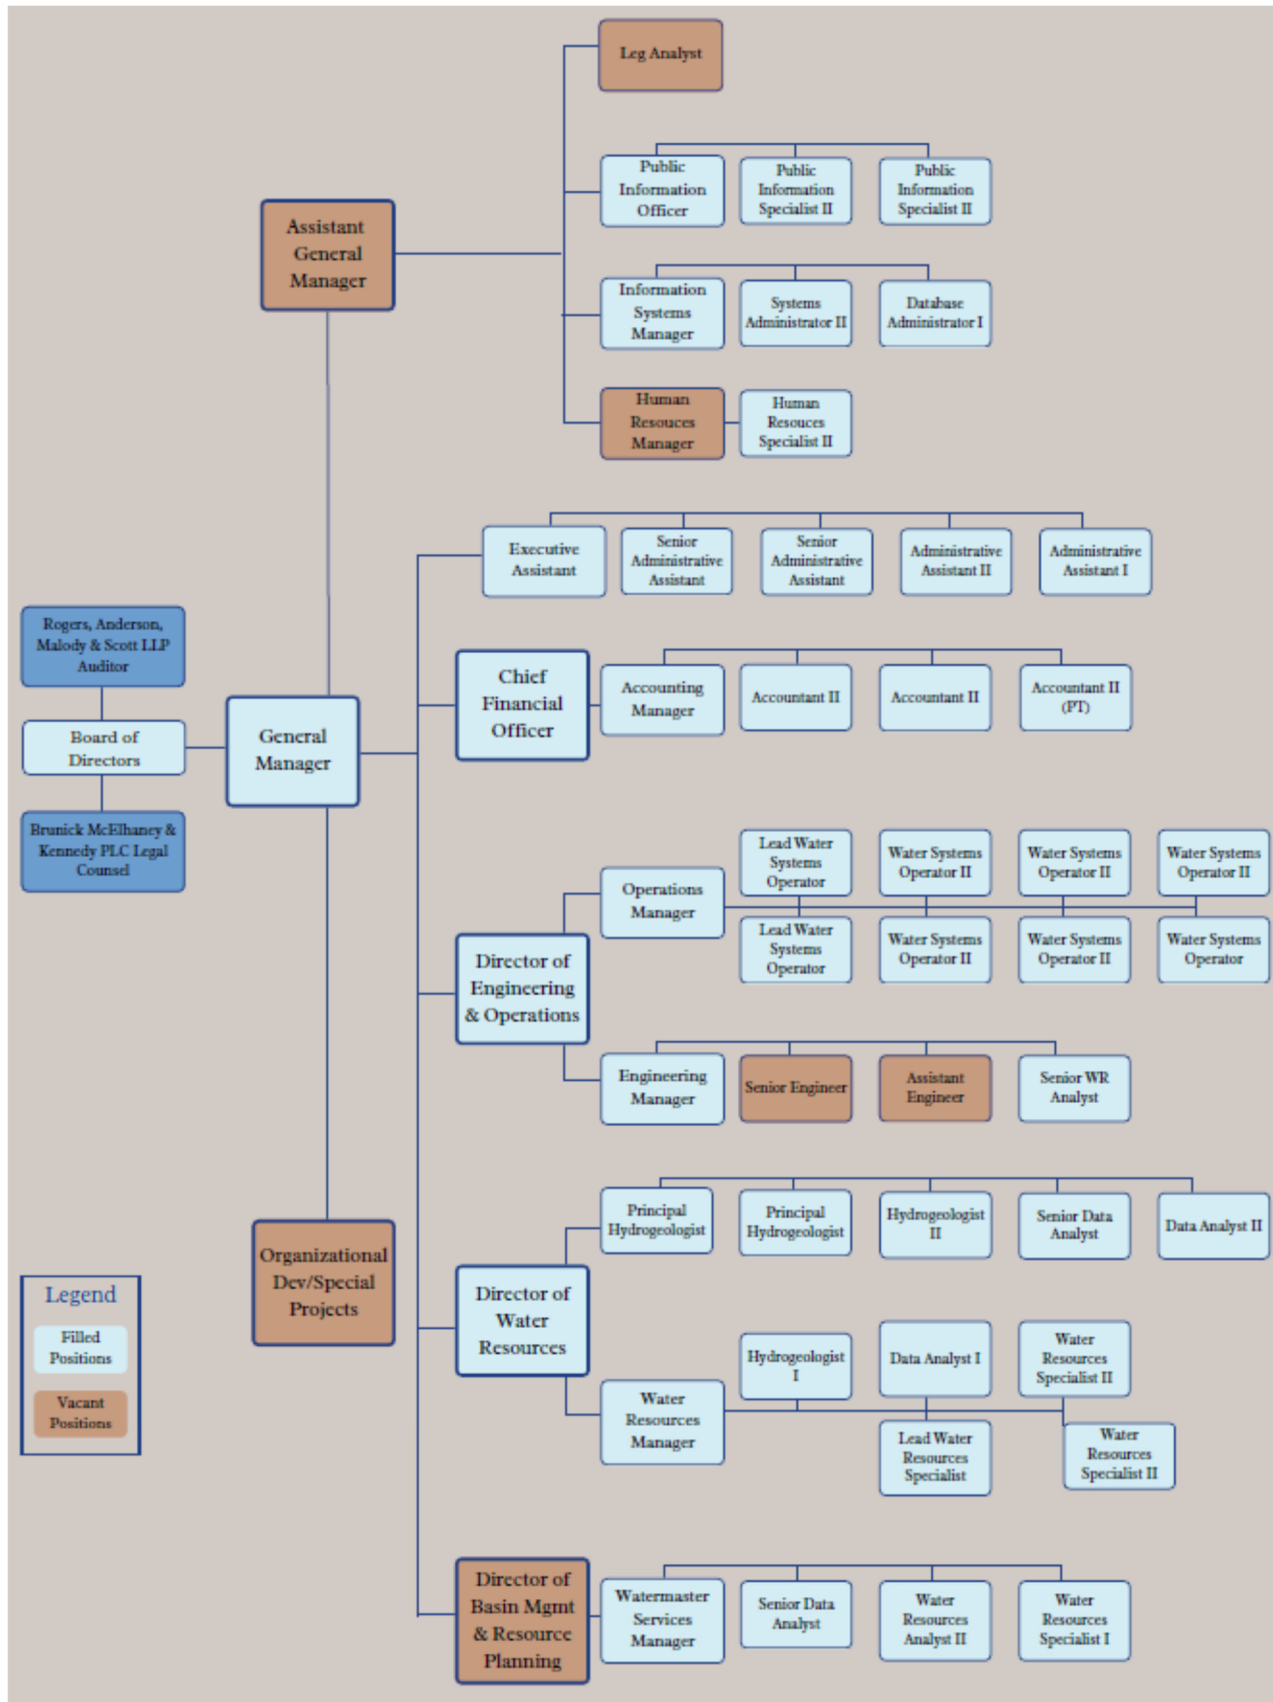 Leg Analyst
Public
Information
Officer
Public
Information
Specialist II
Public
Information
Specialist II
Assistant
General
Manager
Information
Systems
Manager
Systems
Administrator II
Database
Administrator I
Human
Resouces
Manager
Human
Resouces
Specialist II
Executive
Assistant
Senior
Administrative
Assistant
Senior
Administrative
Assistant
Administrative
Assistant II
Administrative
Assistant I
Rogers, Anderson,
Malody & Scott LLP
Auditor
Board of
Directors
Brunick McElhaney &
Kennedy PLC Legal
Counsel
General
Manager
Chief
Financial
Officer
Accounting
Manager
Accountant II
Accountant II
Accountant II
(PT)
Director of
Engineering
& Operations
Operations
Manager
Lead Water
Systems
Operator
Water Systems
Operator II
Water Systems
Operator II
Water Systems
Operator II
Lead Water
Systems
Operator
Water Systems
Operator II
Water Systems
Operator II
Water Systems
Operator
Engineering
Manager
Senior Engineer
Assistant
Engineer
Senior WR
Analyst
Organizational
Dev/Special
Projects
Director of
Water
Resources
Principal
Hydrogeologist
Principal
Hydrogeologist
Hydrogeologist
II
Senior Data
Analyst
Data Analyst II
Water
Resources
Manager
Hydrogeologist
I
Data Analyst I
Water
Resources
Specialist II
Lead Water
Resources
Specialist
Water
Resources
Specialist II
Legend
Filled
Positions
Vacant
Positions
Director of
Basin Mgmt
& Resource
Planning
Watermaster
Services
Manager
Senior Data
Analyst
Water
Resources
Analyst II
Water
Resources
Specialist I